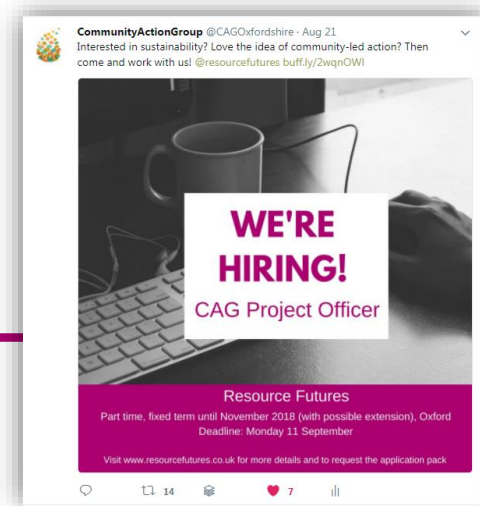 CommunityActionGroup @CAGOxfordshire · Aug 21
Interested in sustainability? Love the idea of community-led action? Then
come and work with us! @resourcefutures buff.ly/2wqnOWl
WE'RE
HIRING!
CAG Project Officer
Resource Futures
Part time, fixed term until November 2018 (with possible extension), Oxford
Deadline: Monday 11 September
Visit www.resourcefutures.co.uk for more details and to request the application pack
14 7